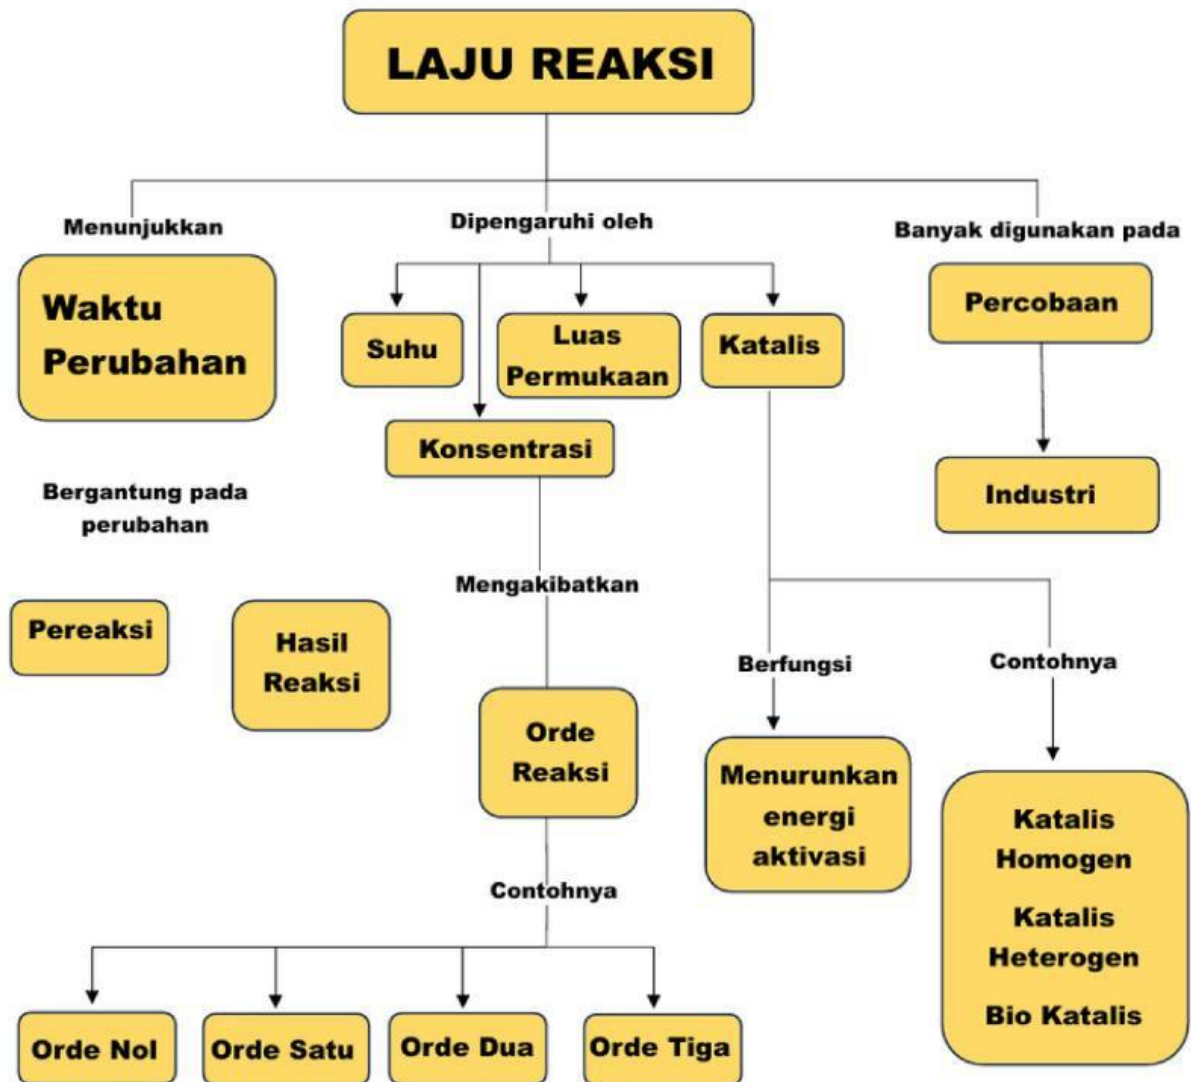 LAJU REAKSI
Menunjukkan
Dipengaruhi oleh
Banyak digunakan pada
Waktu
Perubahan
Suhu
Luas
Permukaan
Katalis
Percobaan
Konsentrasi
Industri
Bergantung pada
perubahan
Mengakibatkan
Pereaksi
Hasil
Reaksi
Berfungsi
Contohnya
Orde
Reaksi
Menurunkan
energi
aktivasi
Katalis
Homogen
Katalis
Heterogen
Bio Katalis
Contohnya
Orde Nol
Orde Satu
Orde Dua
Orde Tiga